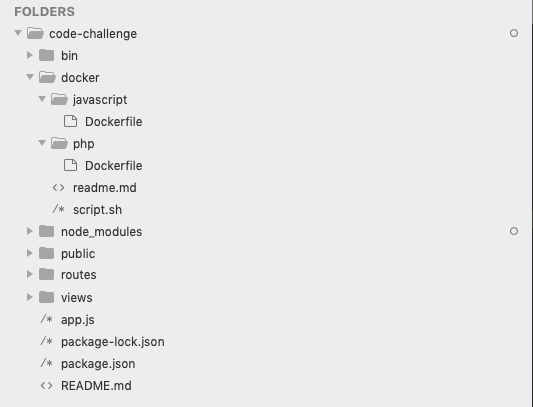 FOLDERS
code-challenge
bin
docker
javascript
Dockerfile
php
Dockerfile
<> readme.md
/* script.sh
node_modules
public
routes
views
/* app.js
/* package-lock.json
/* package.json
<> README.md